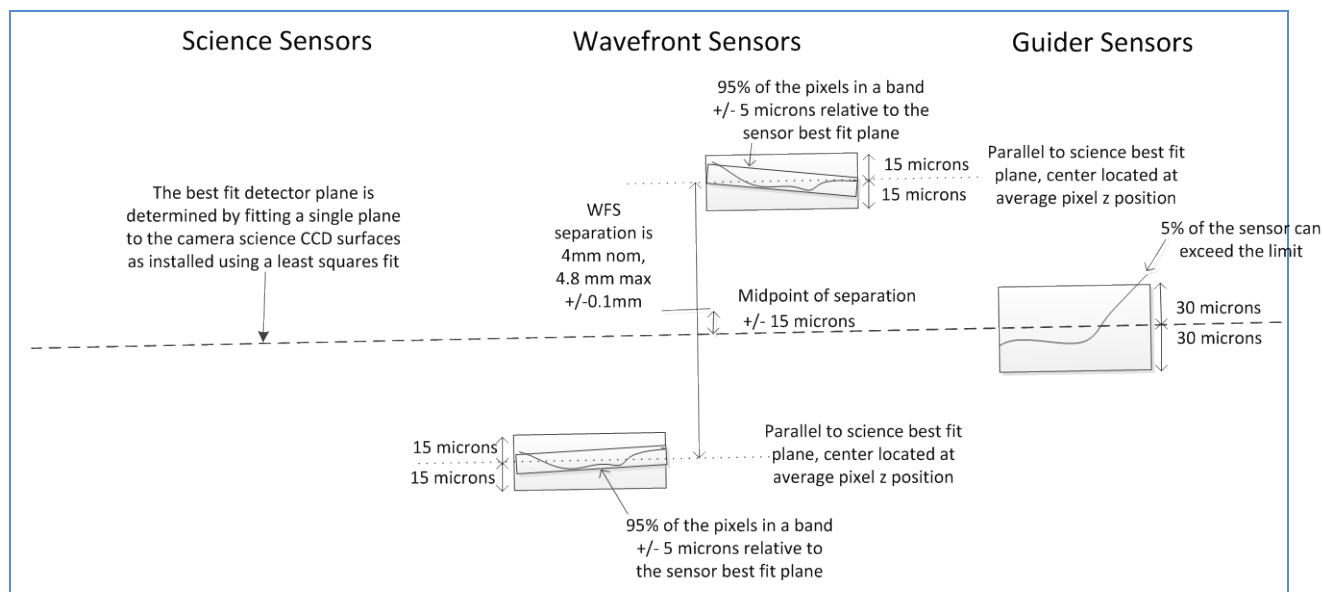 Science Sensors
Wavefront Sensors
Guider Sensors
95% of the pixels in a band
+/- 5 microns relative to the
sensor best fit plane
15 microns
15 microns
Parallel to science best fit
plane, center located at
average pixel z position
The best fit detector plane is
determined by fitting a single plane
to the camera science CCD surfaces
as installed using a least squares fit
WFS
separation is
4mm nom,
4.8 mm max
+/-0.1mm
5% of the sensor can
exceed the limit
Midpoint of separation
+/- 15 microns
30 microns
30 microns
15 microns
15 microns
Parallel to science best fit
plane, center located at
average pixel z position
95% of the pixels in a band
+/- 5 microns relative to
the sensor best fit plane